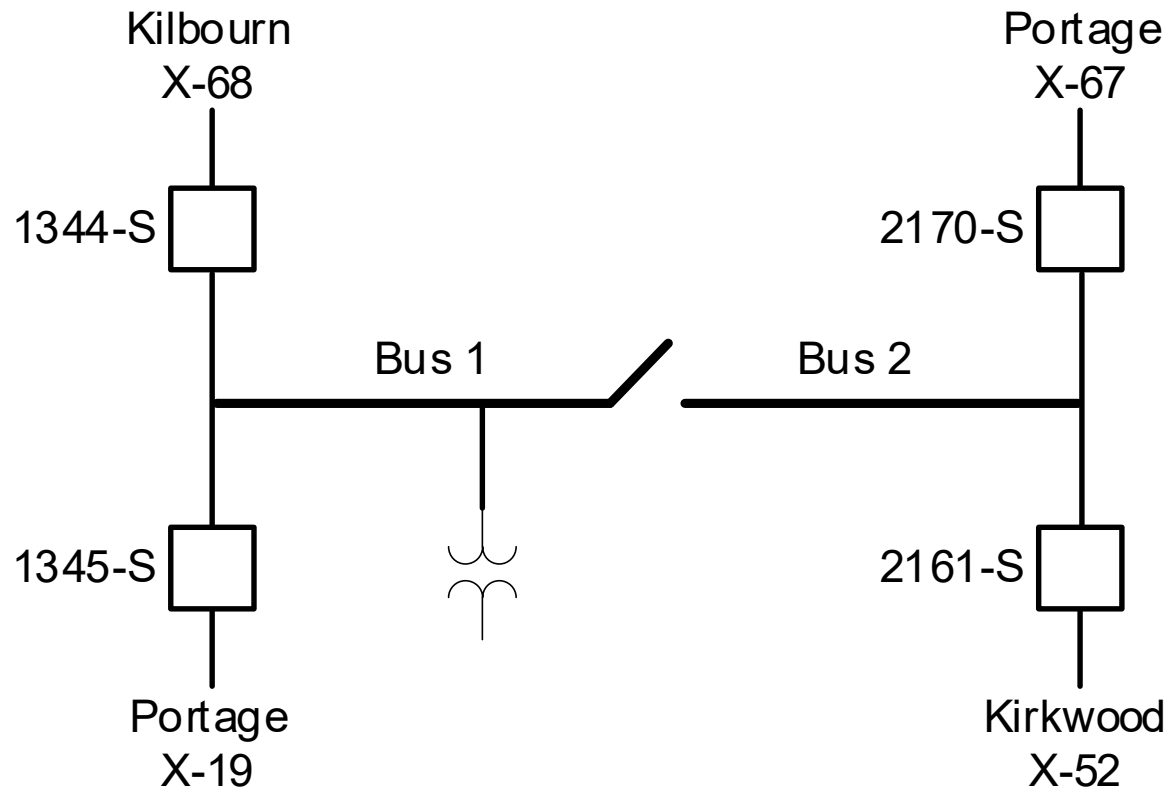 Kilbourn
X-68
Portage
X-67
1344-S
2170-S
Bus 1
Bus 2
1345-S
2161-S
Portage
X-19
Kirkwood
X-52